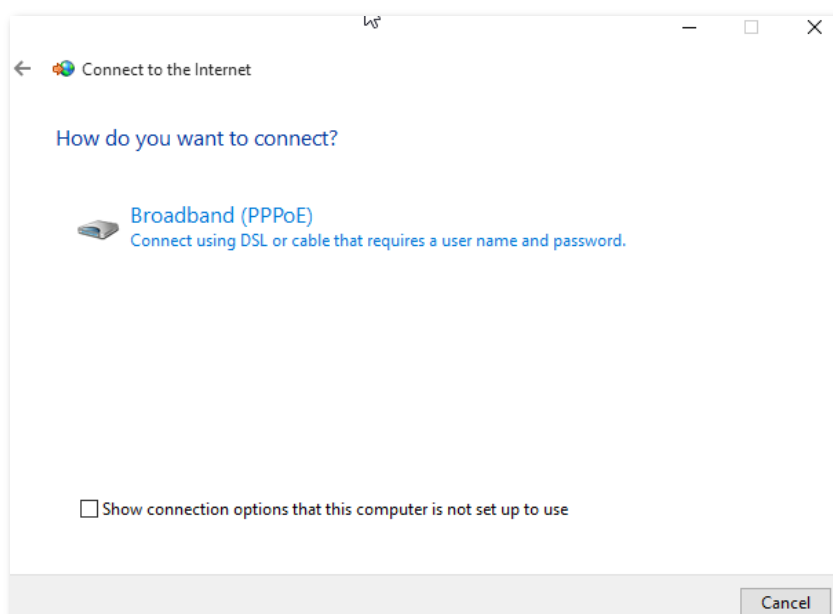 Connect to the Internet
How do you want to connect?
Broadband (PPPoE)
Connect using DSL or cable that requires a user name and password.
Show connection options that this computer is not set up to use
Cancel